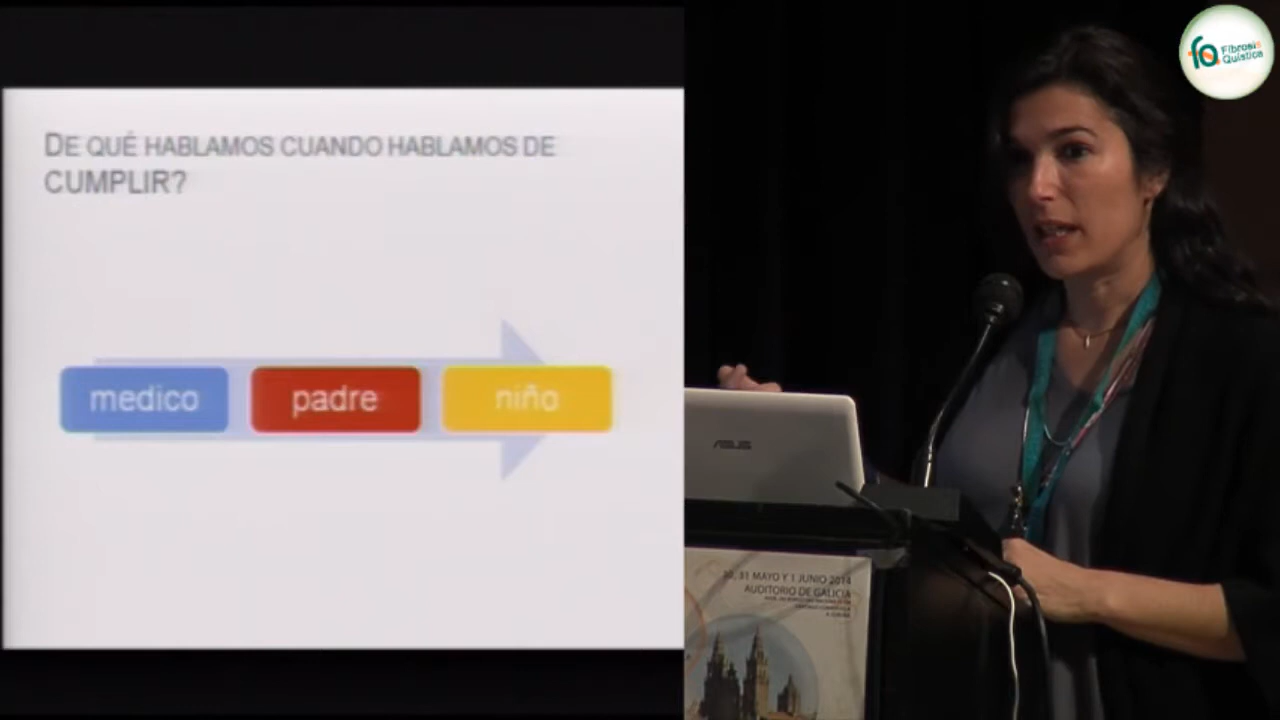 DE QUÉ HABLAMOS CUANDO HABLAMOS DE
CUMPLIR?
medico
padre
niño
fq Fibrosis
Quística
ASUS
30, 31 MAYO Y 1 JUNIO 2014
AUDITORIO DE GALICIA